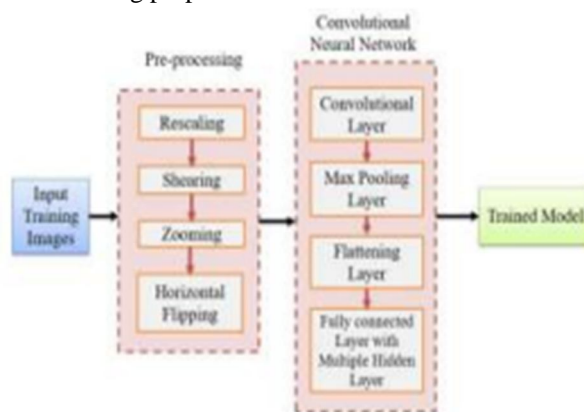 Convolutional
Neural Network
Pre-processing
Input
Training
Images
Rescaling
Shearing
Zooming
Horizontal
Flipping
Convolutional
Layer
Max Pooling
Layer
Flattening
Layer
Fully connected
Layer with
Multiple Hidden
Layer
Trained Model